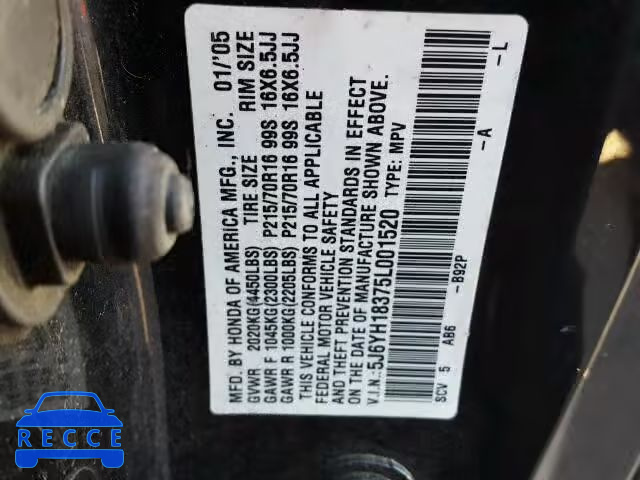 MFD. BY HONDA OF AMERICA MFG., INC. 01/'05
GVWR 2020KG(4450LBS) TIRE SIZE RIM SIZE
GAWR F 1045KG(2300LBS) P215/70R16 99S 16X6.5JJ
GAWR R 1000KG(2205LBS) P215/70R16 99S 16X6.5JJ
THIS VEHICLE CONFORMS TO ALL APPLICABLE
FEDERAL MOTOR VEHICLE SAFETY
AND THEFT PREVENTION STANDARDS IN EFFECT
ON THE DATE OF MANUFACTURE SHOWN ABOVE.
V.I.N.:5J6YH18375L001520 TYPE: MPV
SCV 5 AB6 -B92P -A -L
RECCE